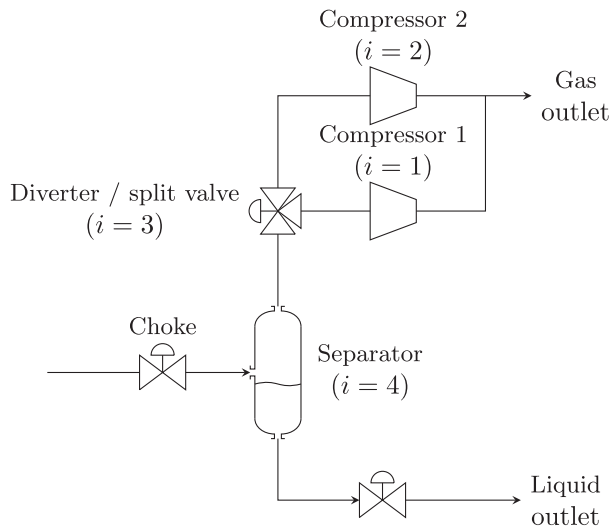 Compressor 2
(i = 2)
Gas
outlet
Compressor 1
(i = 1)
Diverter / split valve
(i = 3)
Choke
Separator
(i = 4)
Liquid
outlet